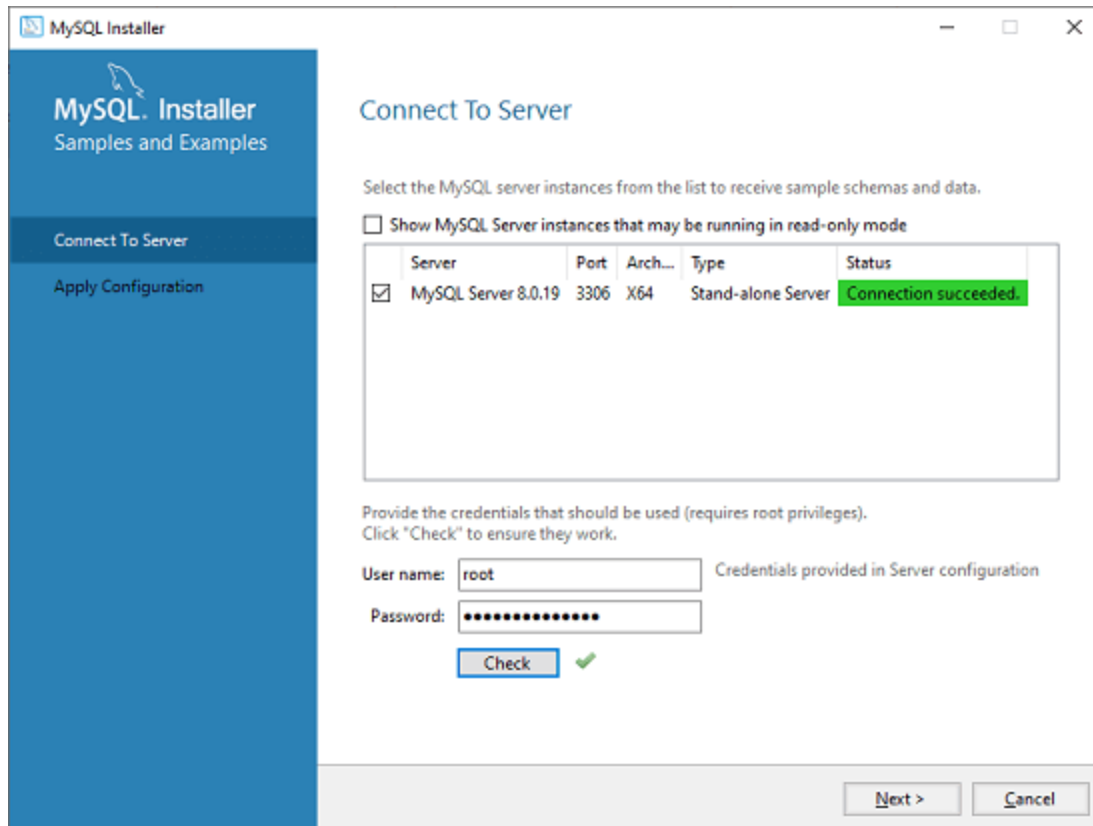 MySQL Installer
MySQL. Installer
Samples and Examples
Connect To Server
Apply Configuration
Connect To Server
Select the MySQL server instances from the list to receive sample schemas and data.
Show MySQL Server instances that may be running in read-only mode
Server Port Arch... Type Status
MySQL Server 8.0.19 3306 X64 Stand-alone Server Connection succeeded.
Provide the credentials that should be used (requires root privileges).
Click "Check" to ensure they work.
User name: root Credentials provided in Server configuration
Password: ••••••••••••••
Check
Next > Cancel